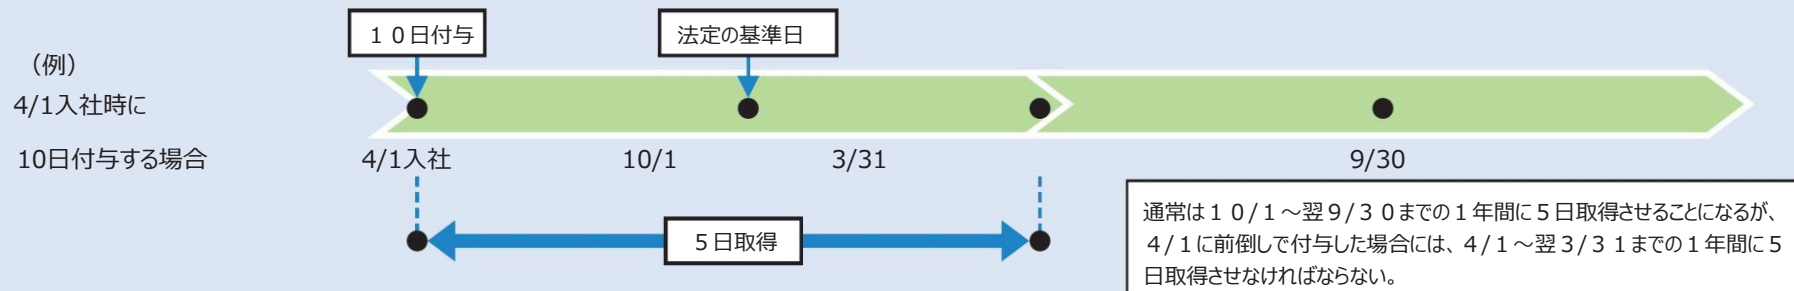 １０日付与
法定の基準日
（例）
4/1入社時に
10日付与する場合
4/1入社
10/1
3/31
9/30
５日取得
通常は１０/１～翌９/３０までの１年間に５日取得させることになるが、
４/１に前倒しで付与した場合には、４/１～翌３/３１までの１年間に５
日取得させなければならない。